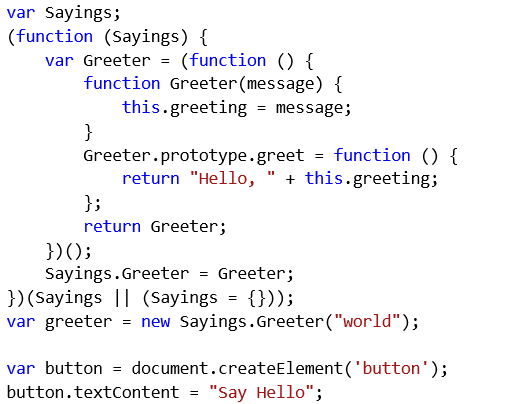 var Sayings;
(function (Sayings) {
    var Greeter = (function () {
        function Greeter(message) {
            this.greeting = message;
        }
        Greeter.prototype.greet = function () {
            return "Hello, " + this.greeting;
        };
        return Greeter;
    })();
    Sayings.Greeter = Greeter;
})(Sayings || (Sayings = {}));
var greeter = new Sayings.Greeter("world");

var button = document.createElement('button');
button.textContent = "Say Hello";